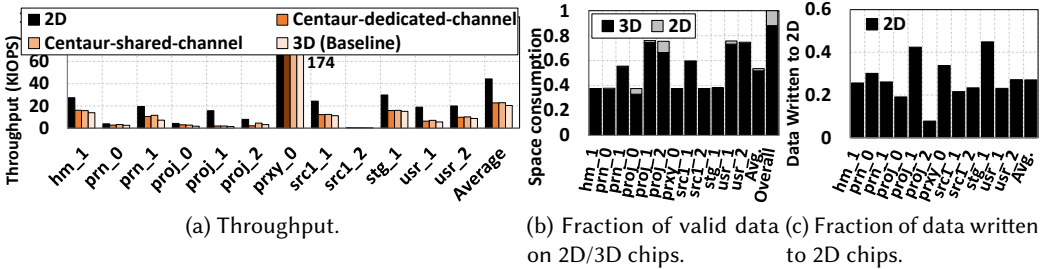 2D
Centaur-dedicated-channel
Centaur-shared-channel
3D (Baseline)
174
Throughput (KIOPS)
60
40
20
0
hm_1
prn_0
prn_1
proj_0
proj_1
proj_2
prxy_0
src1_1
src1_2
stg_1
usr_1
usr_2
Average
(a) Throughput.
3D
2D
Space consumption
1
0.8
0.6
0.4
0.2
0
hm_1
prn_0
prn_1
proj_0
proj_1
proj_2
prxy_0
src1_1
src1_2
stg_1
usr_1
usr_2
Avg.
Overall
(b) Fraction of valid data
on 2D/3D chips.
2D
Data Written to 2D
0.6
0.4
0.2
0
hm_1
prn_0
prn_1
proj_0
proj_1
proj_2
prxy_0
src1_1
src1_2
stg_1
usr_1
usr_2
Avg.
(c) Fraction of data written
to 2D chips.